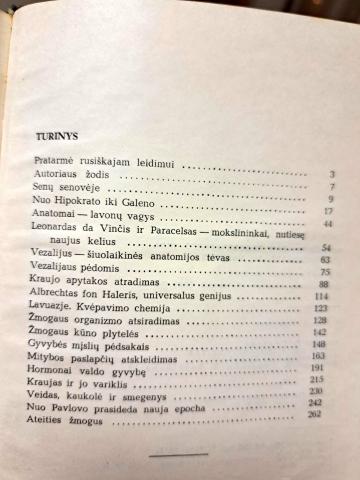 TURINYS
Pratarmė rusiškajam leidimui 3
Autoriaus žodis 7
Senų senovėje 9
Nuo Hipokrato iki Galeno 17
Anatomai — lavonų vagys 44
Leonardas da Vinčis ir Paracelsas — mokslininkai, nutiesę
naujus kelius 54
Vezalijus — šiuolaikinės anatomijos tėvas 63
Vezalijaus pėdomis 75
Kraujo apytakos atradimas 88
Albrechtas fon Haleris, universalus genijus 114
Lavuazjė. Kvėpavimo chemija 123
Žmogaus organizmo atsiradimas 128
Žmogaus kūno plytelės 142
Gyvybės mįslių pėdsakais 148
Mitybos paslapčių atskleidimas 163
Hormonai valdo gyvybę 191
Kraujas ir jo variklis 215
Veidas, kaukolė ir smegenys 230
Nuo Pavlovo prasideda nauja epocha 242
Ateities žmogus 262